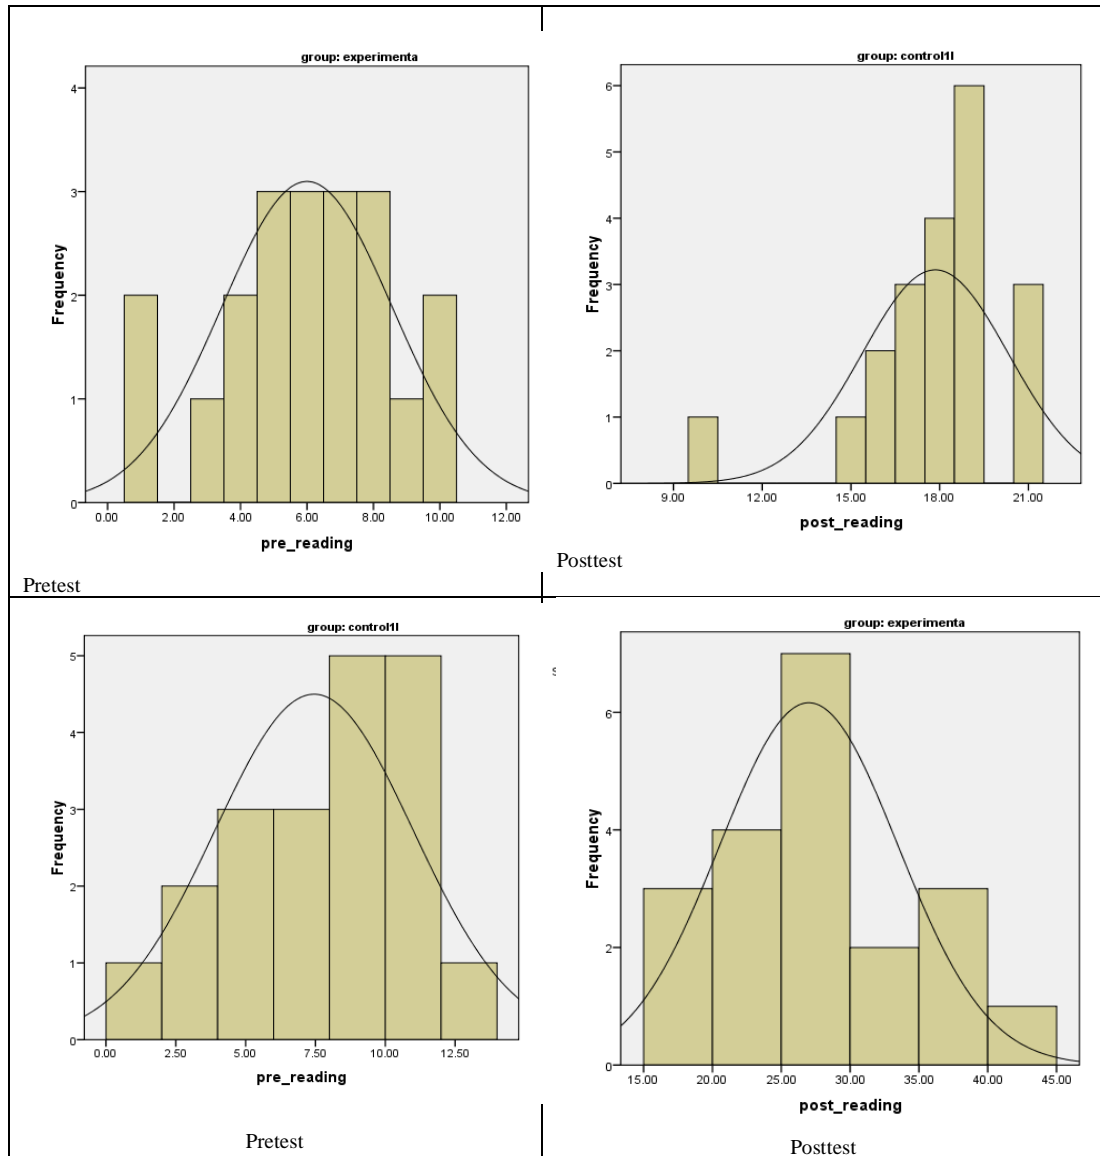 group: experimenta
Frequency
4
3
2
1
0
0.00 2.00 4.00 6.00 8.00 10.00 12.00
pre_reading
Pretest
group: control1l
Frequency
6
5
4
3
2
1
0
9.00 12.00 15.00 18.00 21.00
post_reading
Posttest
group: control1l
Frequency
5
4
3
2
1
0
0.00 2.50 5.00 7.50 10.00 12.50
pre_reading
Pretest
s
group: experimenta
Frequency
6
4
2
0
15.00 20.00 25.00 30.00 35.00 40.00 45.00
post_reading
Posttest